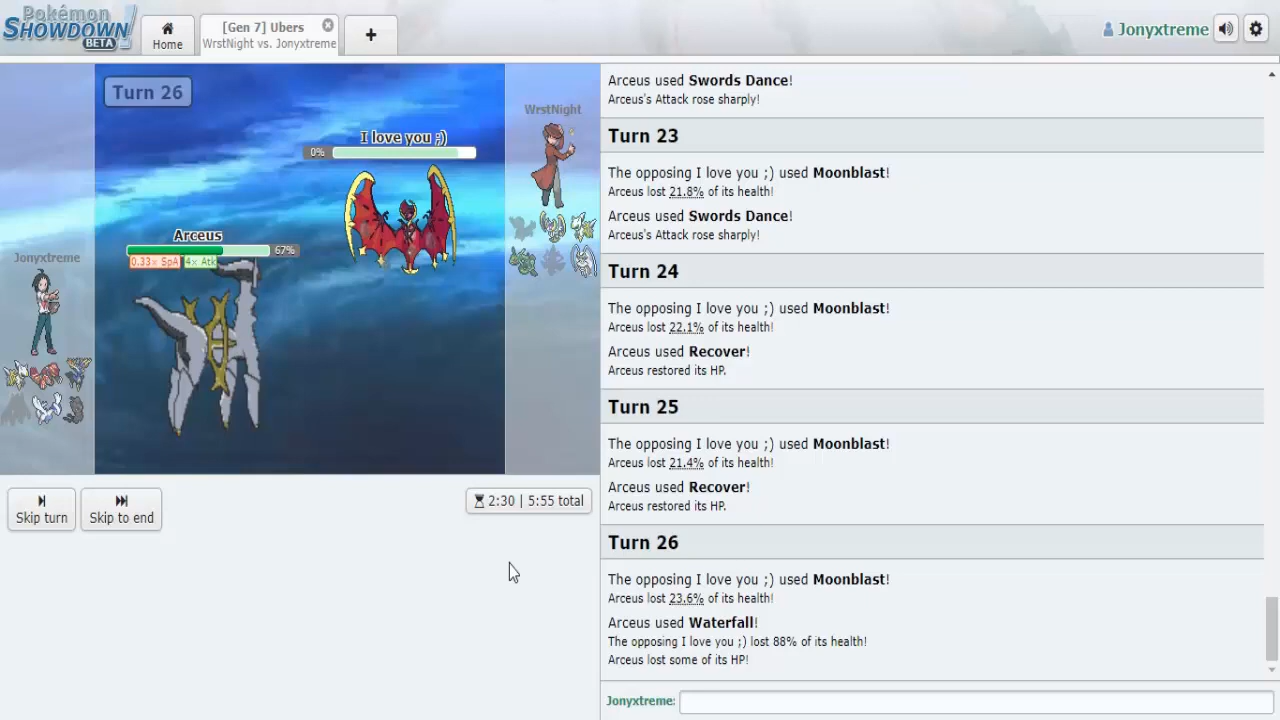 Pokémon
SHOWDOWN!
BETA
Home
[Gen 7] Ubers
WrstNight vs. Jonyxtreme
+
Jonyxtreme
Turn 26
WrstNight
I love you ;)
0%
Arceus
67%
0.33× SpA 4× Atk
Jonyxtreme
Skip turn
Skip to end
2:30 | 5:55 total
Arceus used Swords Dance!
Arceus's Attack rose sharply!
Turn 23
The opposing I love you ;) used Moonblast!
Arceus lost 21.8% of its health!
Arceus used Swords Dance!
Arceus's Attack rose sharply!
Turn 24
The opposing I love you ;) used Moonblast!
Arceus lost 22.1% of its health!
Arceus used Recover!
Arceus restored its HP.
Turn 25
The opposing I love you ;) used Moonblast!
Arceus lost 21.4% of its health!
Arceus used Recover!
Arceus restored its HP.
Turn 26
The opposing I love you ;) used Moonblast!
Arceus lost 23.6% of its health!
Arceus used Waterfall!
The opposing I love you ;) lost 88% of its health!
Arceus lost some of its HP!
Jonyxtreme: